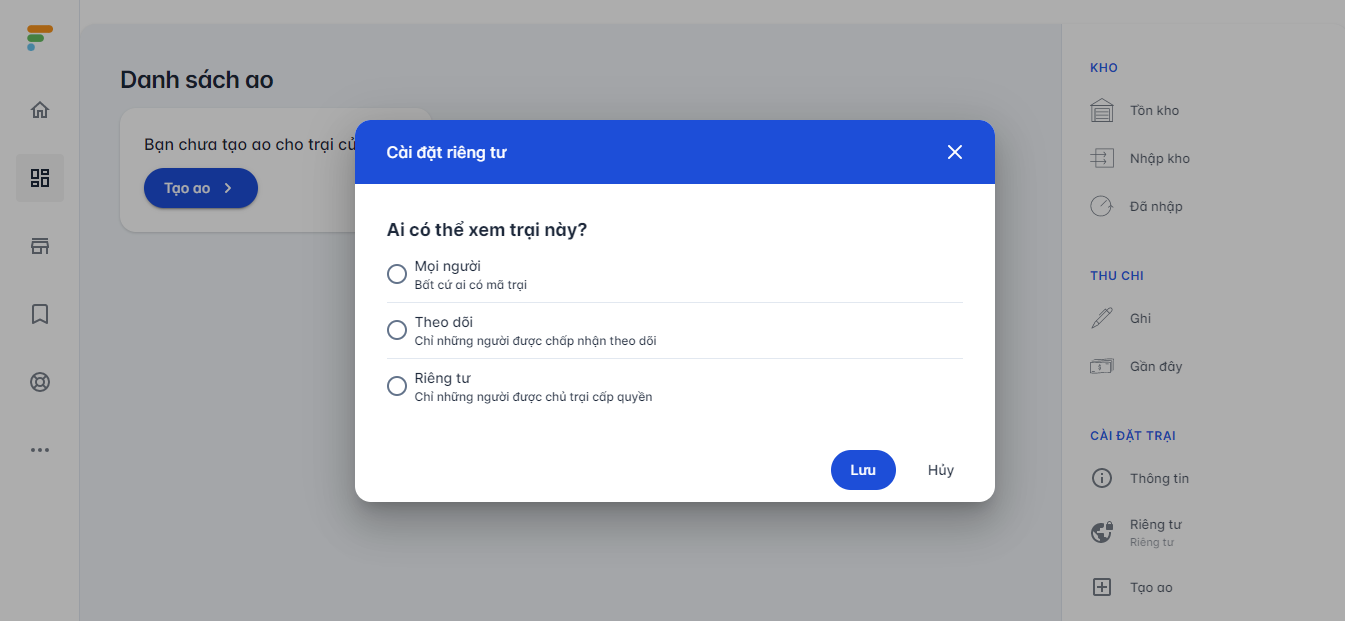 Danh sách ao
Bạn chưa tạo ao cho trại
Tạo ao
Cài đặt riêng tư
Ai có thể xem trại này?
Mọi người
Bất cứ ai có mã trại
Theo dõi
Chỉ những người được chấp nhận theo dõi
Riêng tư
Chỉ những người được chủ trại cấp quyền
Lưu
Hủy
KHO
Tồn kho
Nhập kho
Đã nhập
THU CHI
Ghi
Gần đây
CÀI ĐẶT TRẠI
Thông tin
Riêng tư
Riêng tư
Tạo ao